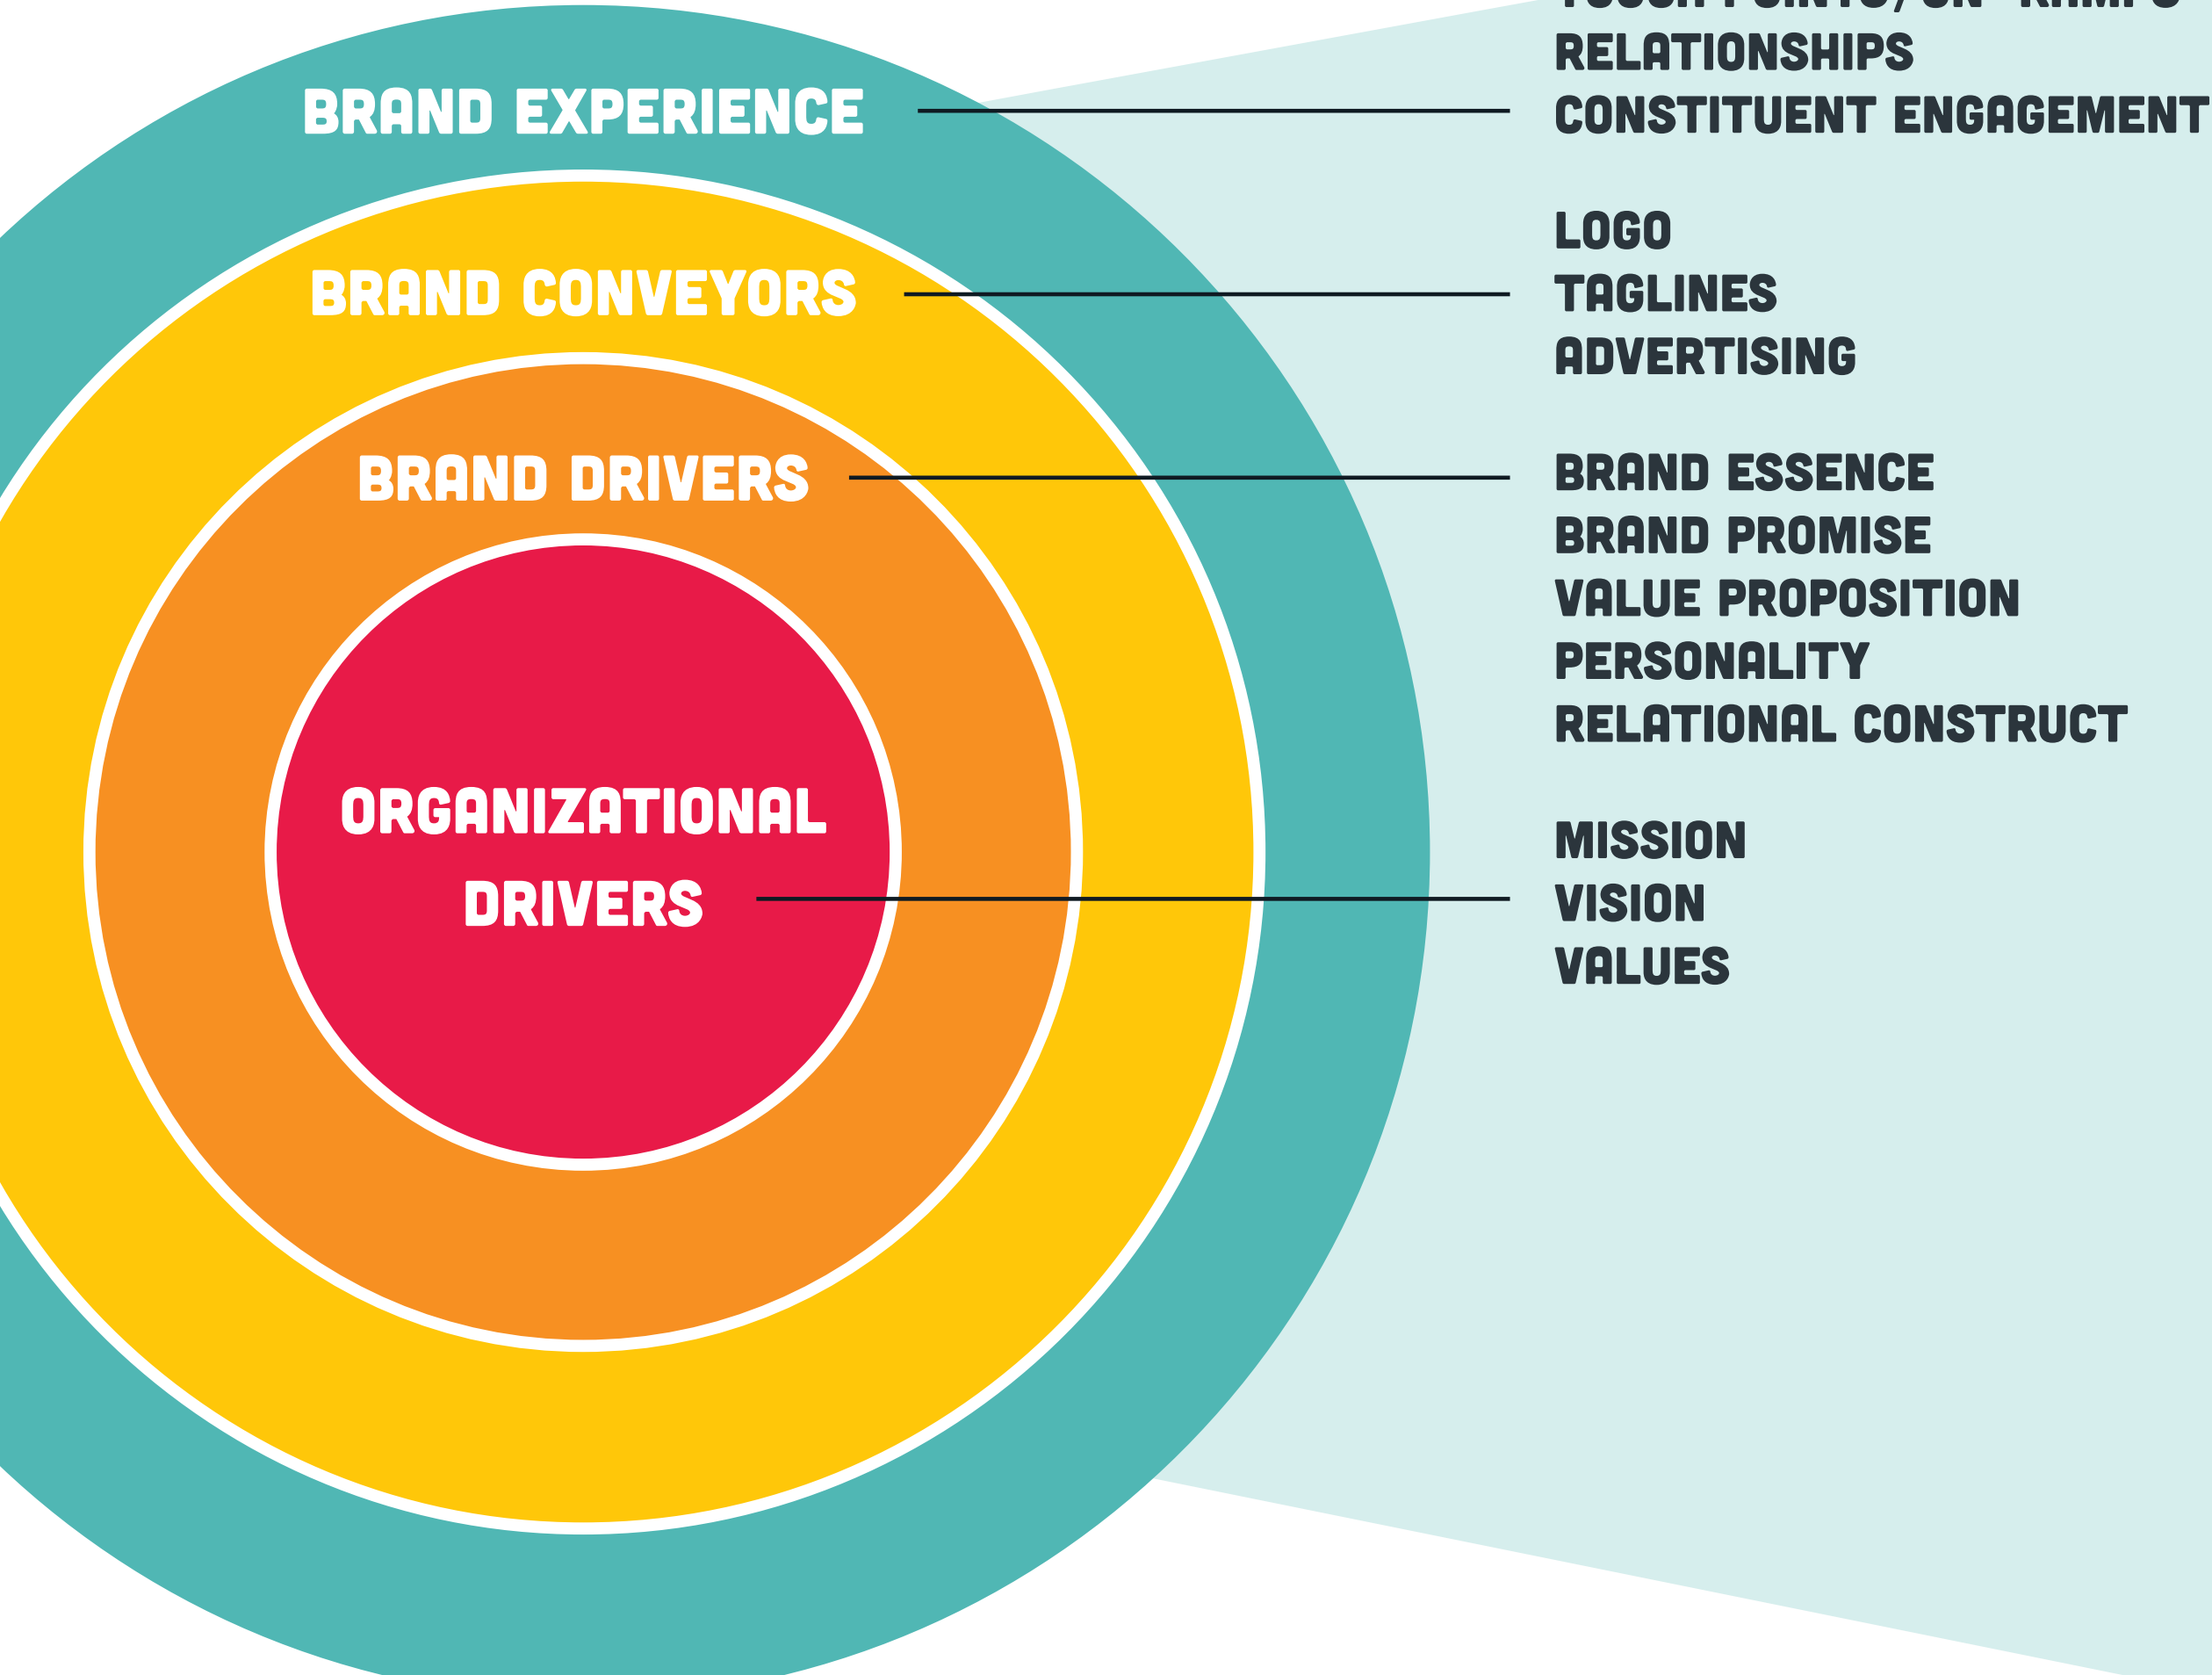 BRAND EXPERIENCE
RELATIONSHIPS
CONSTITUENT ENGAGEMENT
BRAND CONVEYORS
LOGO
TAGLINES
ADVERTISING
BRAND DRIVERS
BRAND ESSENCE
BRAND PROMISE
VALUE PROPOSITION
PERSONALITY
RELATIONAL CONSTRUCT
ORGANIZATIONAL
DRIVERS
MISSION
VISION
VALUES